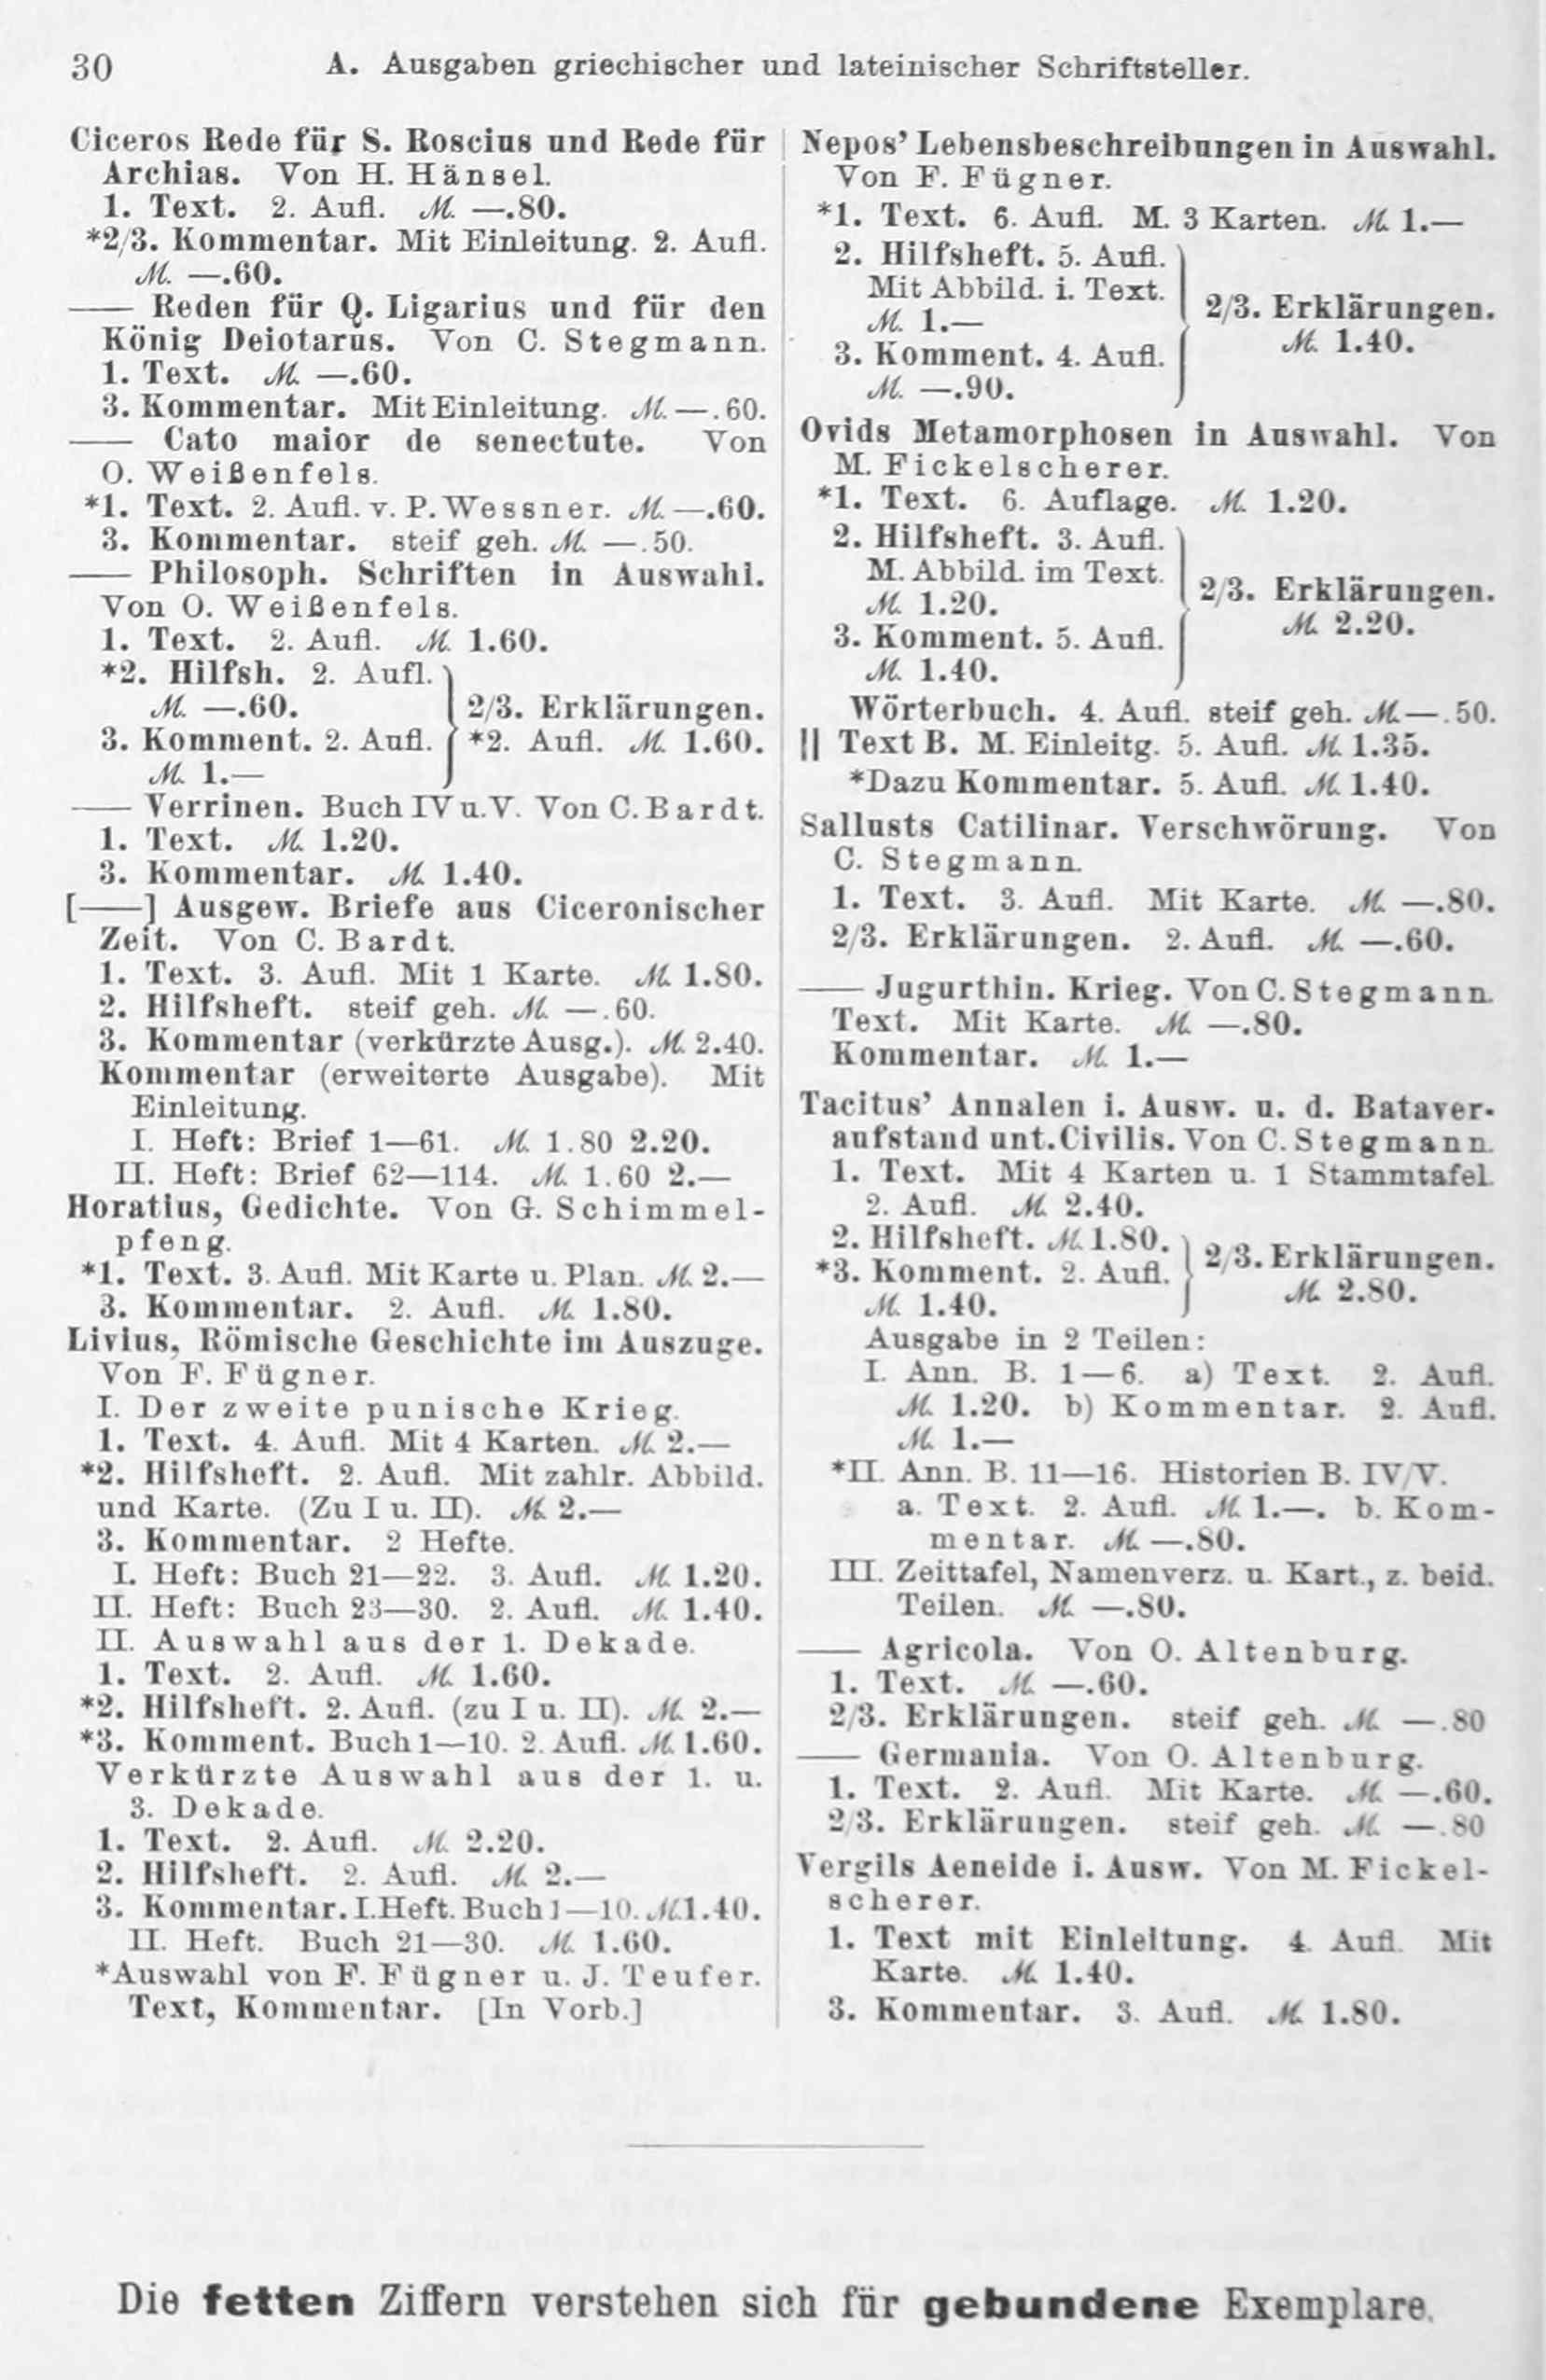 30
A. Ausgaben griechischer und lateinischer Schriftsteller.
Ciceros Rede für S. Roscius und Rede für
Archias. Von H. Hänsel.
1. Text. 2. Aufl. ℳ —.80.
*2/3. Kommentar. Mit Einleitung. 2. Aufl.
ℳ —.60.
—— Reden für Q. Ligarius und für den
König Deiotarus. Von C. Stegmann.
1. Text. ℳ —.60.
3. Kommentar. Mit Einleitung. ℳ —.60.
—— Cato maior de senectute. Von
O. Weißenfels.
*1. Text. 2. Aufl. v. P. Wessner. ℳ —.60.
3. Kommentar. steif geh. ℳ —.50.
—— Philosoph. Schriften in Auswahl.
Von O. Weißenfels.
1. Text. 2. Aufl. ℳ 1.60.
*2. Hilfsh. 2. Aufl.
ℳ —.60.
3. Komment. 2. Aufl.
ℳ 1.—
2/3. Erklärungen.
*2. Aufl. ℳ 1.60.
—— Verrinen. Buch IV u. V. Von C. Bardt.
1. Text. ℳ 1.20.
3. Kommentar. ℳ 1.40.
[——] Ausgew. Briefe aus Ciceronischer
Zeit. Von C. Bardt.
1. Text. 3. Aufl. Mit 1 Karte. ℳ 1.80.
2. Hilfsheft. steif geh. ℳ —.60.
3. Kommentar (verkürzte Ausg.). ℳ 2.40.
Kommentar (erweiterte Ausgabe). Mit
Einleitung.
I. Heft: Brief 1—61. ℳ 1.80 2.20.
II. Heft: Brief 62—114. ℳ 1.60 2.—
Horatius, Gedichte. Von G. Schimmel-
pfeng.
*1. Text. 3. Aufl. Mit Karte u. Plan. ℳ 2.—
3. Kommentar. 2. Aufl. ℳ 1.80.
Livius, Römische Geschichte im Auszuge.
Von F. Fügner.
I. Der zweite punische Krieg.
1. Text. 4. Aufl. Mit 4 Karten. ℳ 2.—
*2. Hilfsheft. 2. Aufl. Mit zahlr. Abbild.
und Karte. (Zu I u. II). ℳ 2.—
3. Kommentar. 2 Hefte.
I. Heft: Buch 21—22. 3. Aufl. ℳ 1.20.
II. Heft: Buch 23—30. 2. Aufl. ℳ 1.40.
II. Auswahl aus der 1. Dekade.
1. Text. 2. Aufl. ℳ 1.60.
*2. Hilfsheft. 2. Aufl. (zu I u. II). ℳ 2.—
*3. Komment. Buch 1—10. 2. Aufl. ℳ 1.60.
Verkürzte Auswahl aus der 1. u.
3. Dekade.
1. Text. 2. Aufl. ℳ 2.20.
2. Hilfsheft. 2. Aufl. ℳ 2.—
3. Kommentar. I. Heft. Buch 1—10. ℳ 1.40.
II. Heft. Buch 21—30. ℳ 1.60.
*Auswahl von F. Fügner u. J. Teufer.
Text, Kommentar. [In Vorb.]
Nepos' Lebensbeschreibungen in Auswahl.
Von F. Fügner.
*1. Text. 6. Aufl. M. 3 Karten. ℳ 1.—
2. Hilfsheft. 5. Aufl.
Mit Abbild. i. Text.
ℳ 1.—
3. Komment. 4. Aufl.
ℳ —.90.
2/3. Erklärungen.
ℳ 1.40.
Ovids Metamorphosen in Auswahl. Von
M. Fickelscherer.
*1. Text. 6. Auflage. ℳ 1.20.
2. Hilfsheft. 3. Aufl.
M. Abbild. im Text.
ℳ 1.20.
3. Komment. 5. Aufl.
ℳ 1.40.
2/3. Erklärungen.
ℳ 2.20.
Wörterbuch. 4. Aufl. steif geh. ℳ —.50.
|| Text B. M. Einleitg. 5. Aufl. ℳ 1.35.
*Dazu Kommentar. 5. Aufl. ℳ 1.40.
Sallusts Catilinar. Verschwörung. Von
C. Stegmann.
1. Text. 3. Aufl. Mit Karte. ℳ —.80.
2/3. Erklärungen. 2. Aufl. ℳ —.60.
—— Jugurthin. Krieg. Von C. Stegmann.
Text. Mit Karte. ℳ —.80.
Kommentar. ℳ 1.—
Tacitus' Annalen i. Ausw. u. d. Bataver-
aufstand unt. Civilis. Von C. Stegmann.
1. Text. Mit 4 Karten u. 1 Stammtafel.
2. Aufl. ℳ 2.40.
2. Hilfsheft. ℳ 1.80.
*3. Komment. 2. Aufl.
ℳ 1.40.
2/3. Erklärungen.
ℳ 2.80.
Ausgabe in 2 Teilen:
I. Ann. B. 1—6. a) Text. 2. Aufl.
ℳ 1.20. b) Kommentar. 2. Aufl.
ℳ 1.—
*II. Ann. B. 11—16. Historien B. IV/V.
a. Text. 2. Aufl. ℳ 1.—. b. Kom-
mentar. ℳ —.80.
III. Zeittafel, Namenverz. u. Kart., z. beid.
Teilen. ℳ —.80.
—— Agricola. Von O. Altenburg.
1. Text. ℳ —.60.
2/3. Erklärungen. steif geh. ℳ —.80
—— Germania. Von O. Altenburg.
1. Text. 2. Aufl. Mit Karte. ℳ —.60.
2/3. Erklärungen. steif geh. ℳ —.80
Vergils Aeneide i. Ausw. Von M. Fickel-
scherer.
1. Text mit Einleitung. 4. Aufl. Mit
Karte. ℳ 1.40.
3. Kommentar. 3. Aufl. ℳ 1.80.
Die fetten Ziffern verstehen sich für gebundene Exemplare.